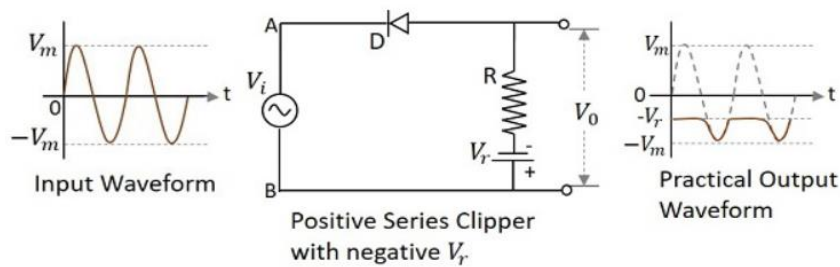 V_m
0
t
−V_m
Input Waveform
A
D
V_i
R
V_r
-
+
V_0
B
Positive Series Clipper
with negative V_r
V_m
0
t
-V_r
−V_m
Practical Output
Waveform